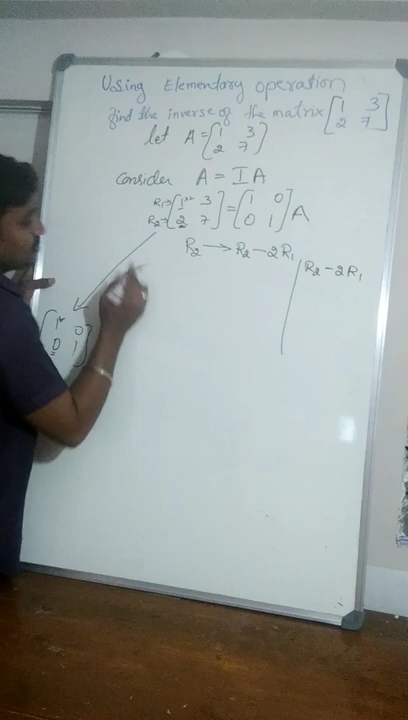 Using Elementary operation
find the inverse of the matrix [1 3
2 7]
let A = [1 3
2 7]
Consider A = I A
R₁→ [1 3
R₂→ 2 7] = [1 0
0 1] A
R₂ → R₂ - 2R₁
R₂ - 2R₁
[1 0
0 1]